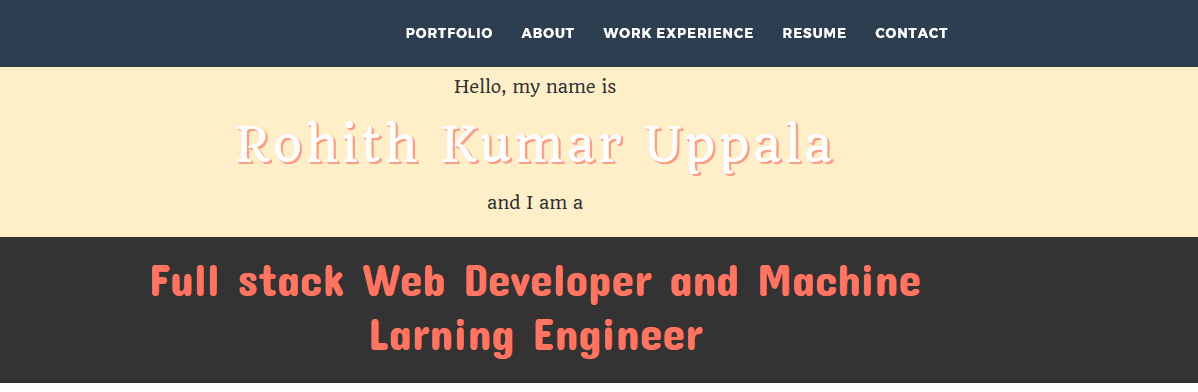 PORTFOLIO ABOUT WORK EXPERIENCE RESUME CONTACT
Hello, my name is
Rohith Kumar Uppala
and I am a
Full stack Web Developer and Machine
Larning Engineer